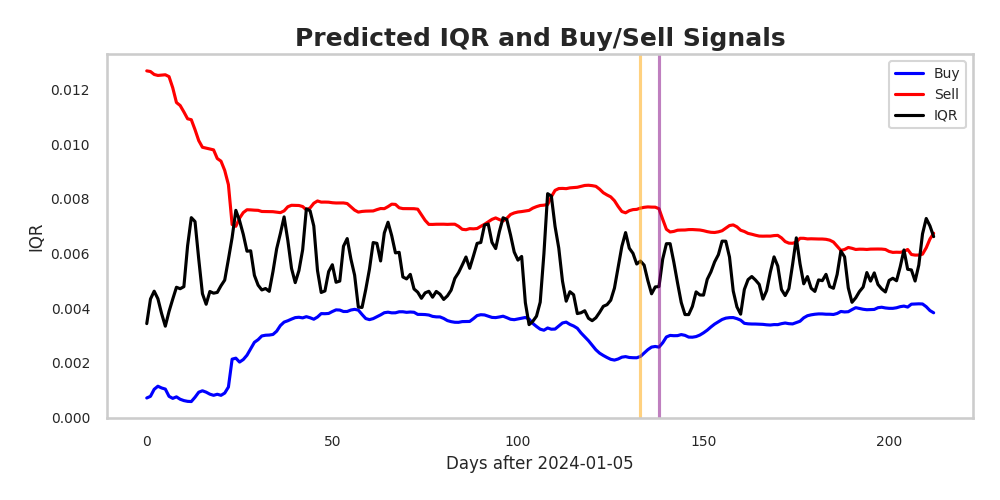 Predicted IQR and Buy/Sell Signals
Buy
Sell
IQR
IQR
0.012
0.010
0.008
0.006
0.004
0.002
0.000
0
50
100
150
200
Days after 2024-01-05